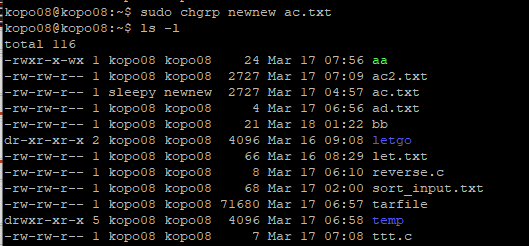 kopo08@kopo08:~$ sudo chgrp newnew ac.txt
kopo08@kopo08:~$ ls -l
total 116
-rwxr-x-wx 1 kopo08 kopo08    24 Mar 17 07:56 aa
-rw-rw-r-- 1 kopo08 kopo08  2727 Mar 17 07:09 ac2.txt
-rw-rw-r-- 1 sleepy newnew  2727 Mar 17 04:57 ac.txt
-rw-rw-r-- 1 kopo08 kopo08     4 Mar 17 06:56 ad.txt
-rw-rw-r-- 1 kopo08 kopo08    21 Mar 18 01:22 bb
dr-xr-xr-x 2 kopo08 kopo08  4096 Mar 16 09:08 letgo
-rw-rw-r-- 1 kopo08 kopo08    66 Mar 16 08:29 let.txt
-rw-rw-r-- 1 kopo08 kopo08     8 Mar 17 06:10 reverse.c
-rw-rw-r-- 1 kopo08 kopo08    68 Mar 17 02:00 sort_input.txt
-rw-rw-r-- 1 kopo08 kopo08 71680 Mar 17 06:57 tarfile
drwxr-xr-x 5 kopo08 kopo08  4096 Mar 17 06:58 temp
-rw-rw-r-- 1 kopo08 kopo08     7 Mar 17 07:08 ttt.c